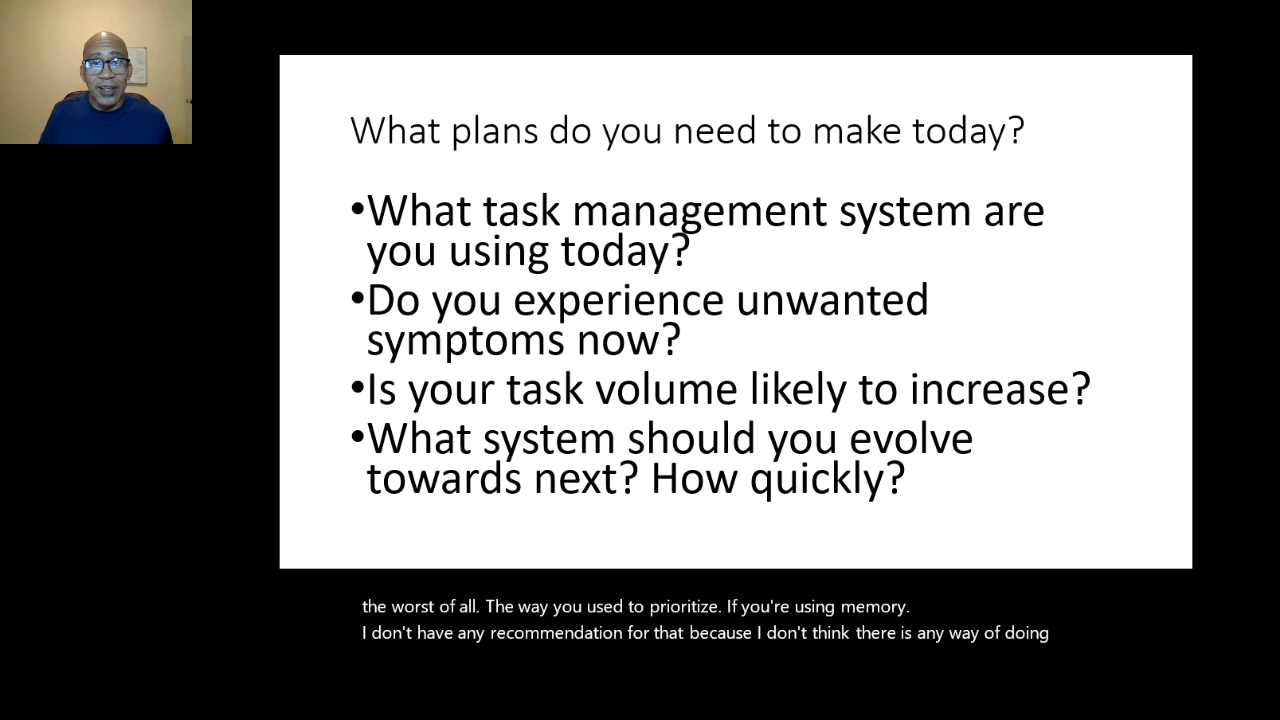 What plans do you need to make today?
•What task management system are
you using today?
•Do you experience unwanted
symptoms now?
•Is your task volume likely to increase?
•What system should you evolve
towards next? How quickly?
the worst of all. The way you used to prioritize. If you're using memory.
I don't have any recommendation for that because I don't think there is any way of doing